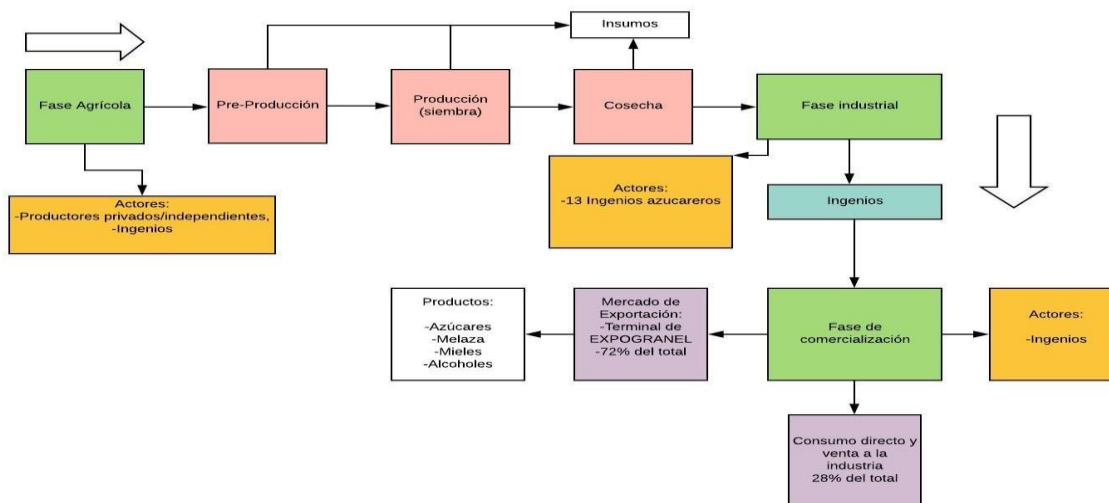 Insumos
Fase Agrícola
Pre-Producción
Producción
(siembra)
Cosecha
Fase industrial
Actores:
-Productores privados/independientes,
-Ingenios
Actores:
-13 Ingenios azucareros
Ingenios
Productos:
-Azúcares
-Melaza
-Mieles
-Alcoholes
Mercado de
Exportación:
-Terminal de
EXPOGRANEL
-72% del total
Fase de
comercialización
Actores:
-Ingenios
Consumo directo y
venta a la
industria
28% del total